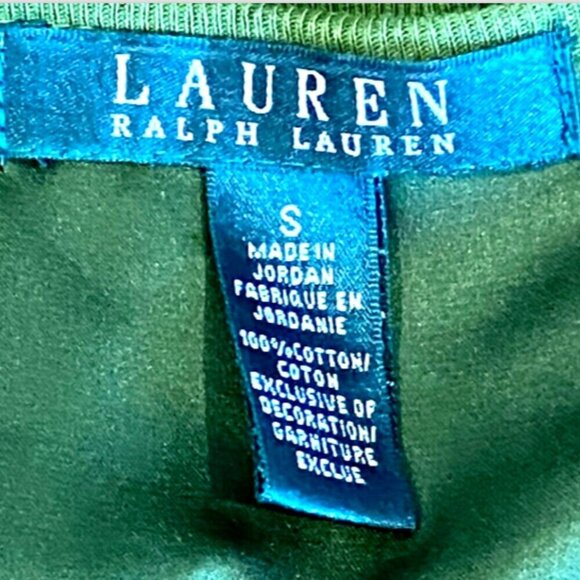 LAUREN
RALPH LAUREN
S
MADE IN
JORDAN
FABRIQUE EN
JORDANIE
100%COTTON/
COTON
EXCLUSIVE OF
DECORATION/
GARNITURE
EXCLUE